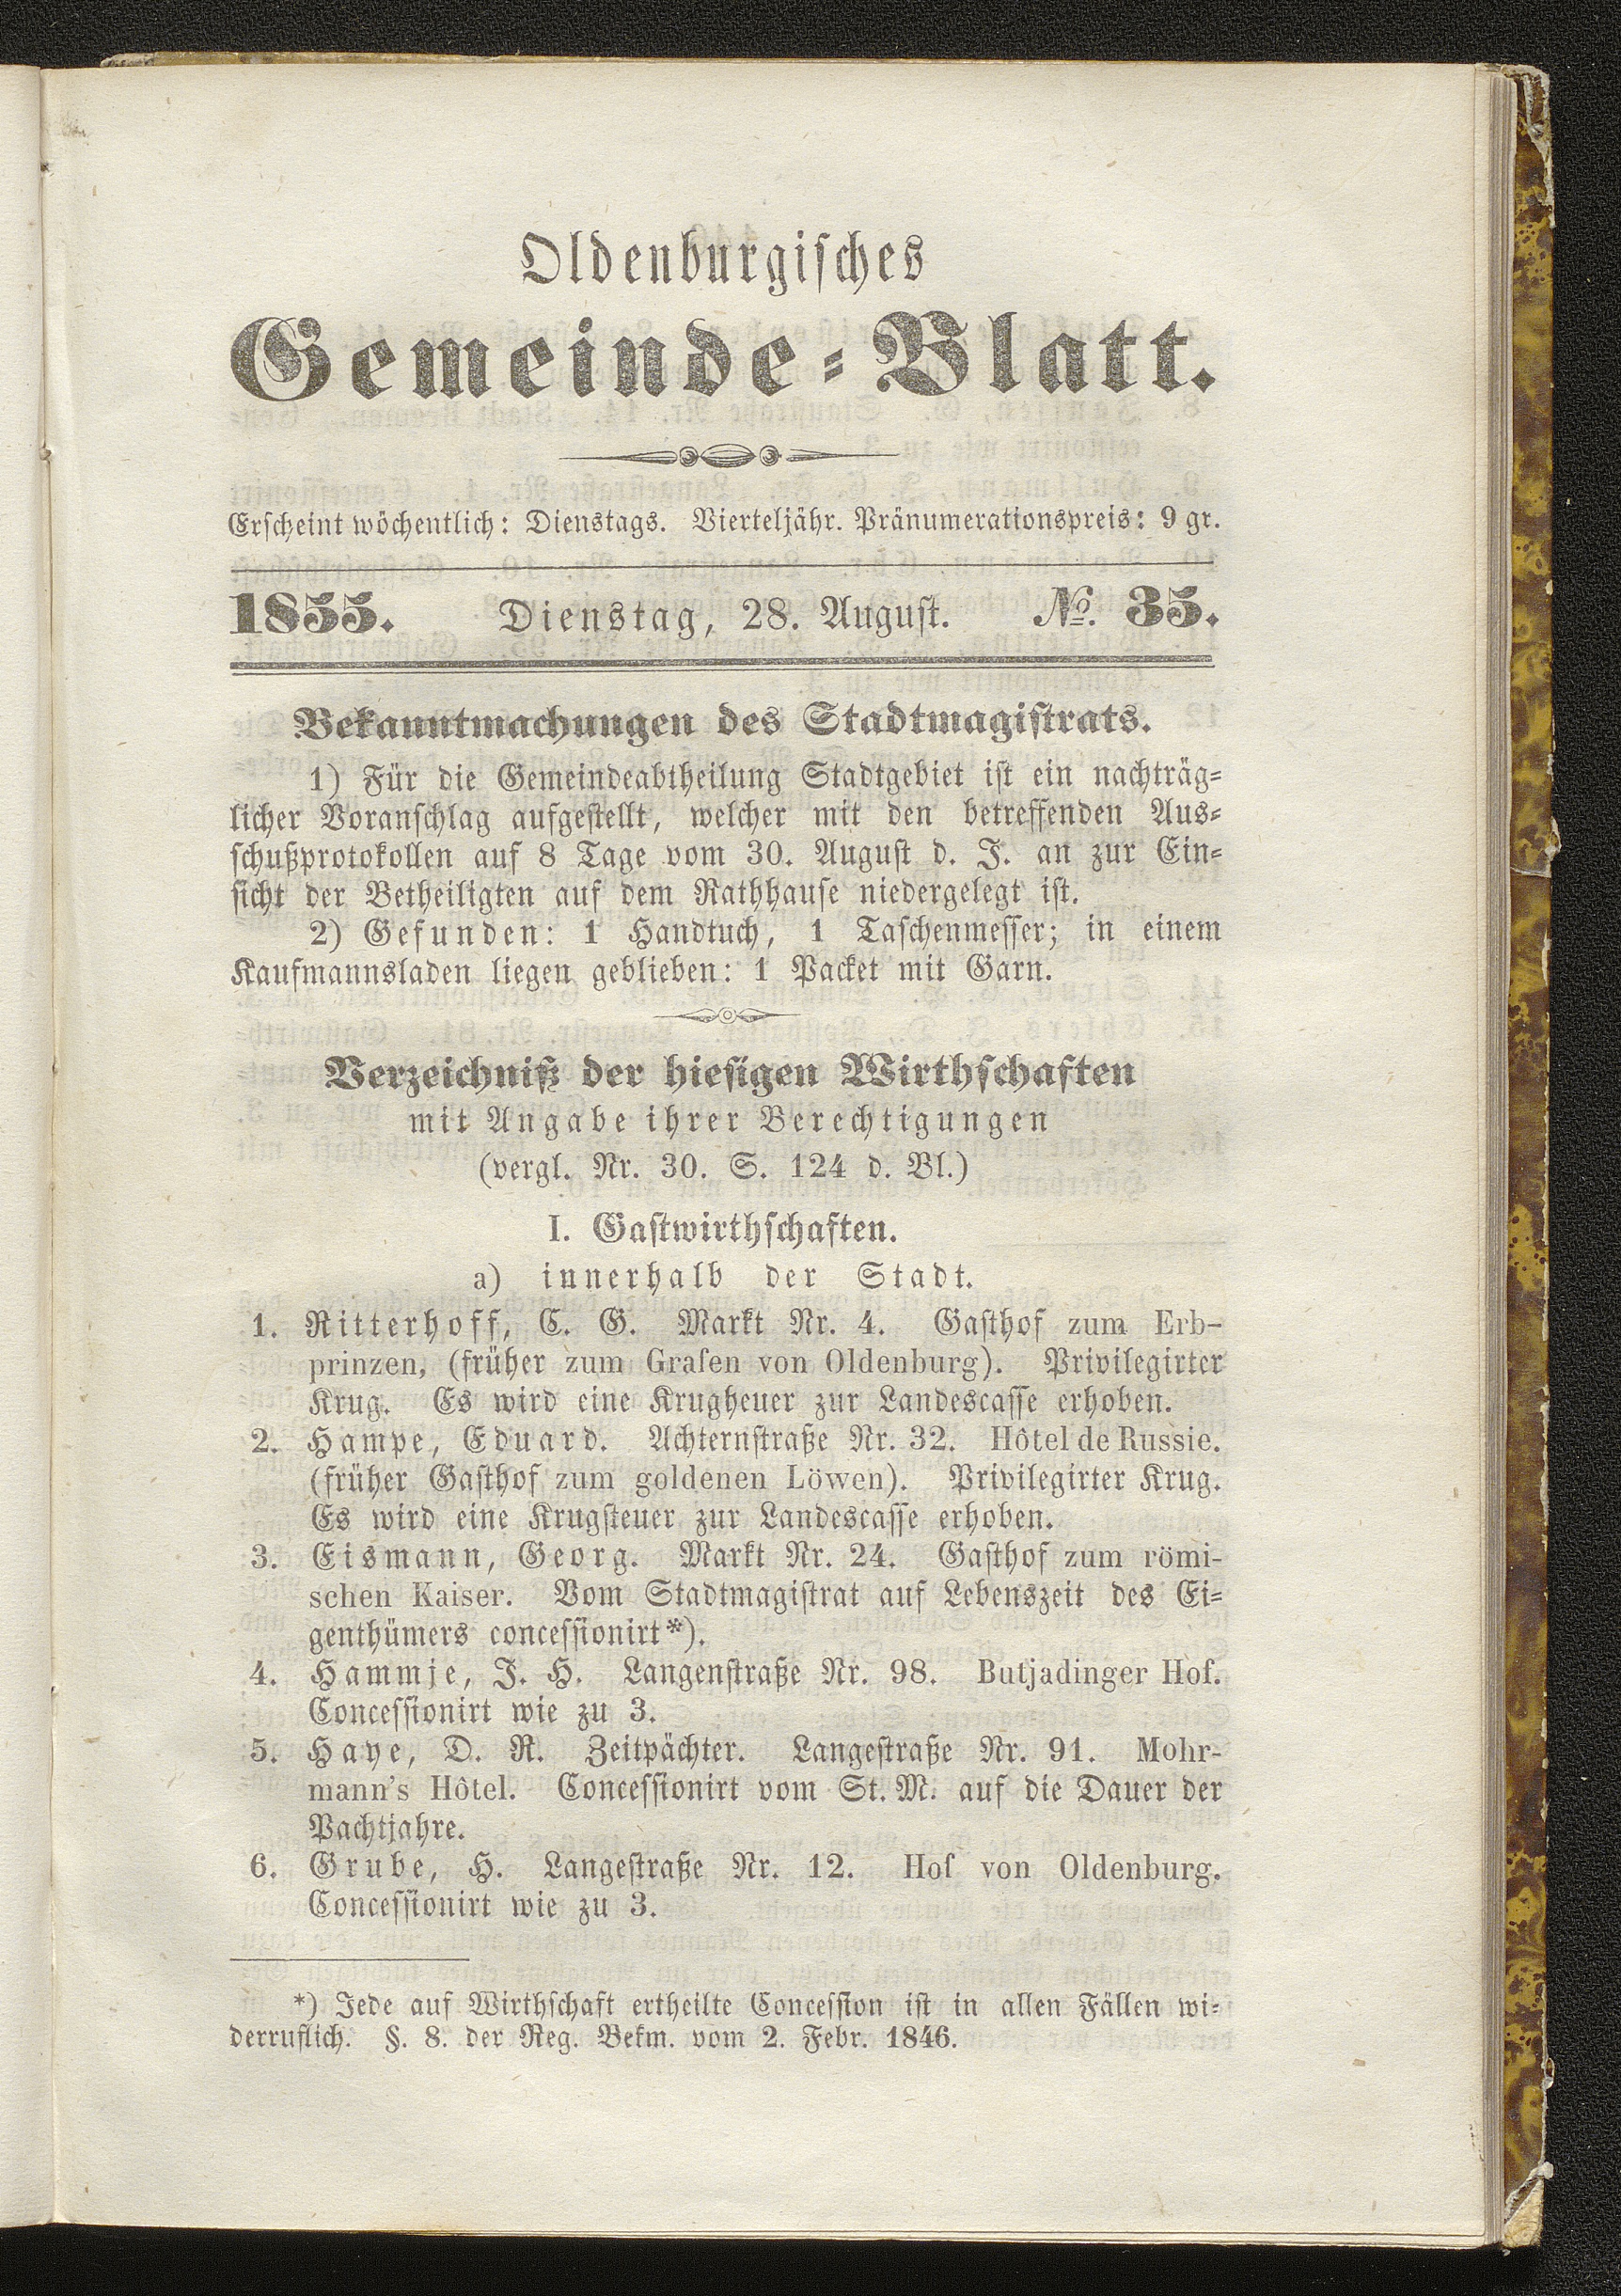 Oldenburgisches
Gemeinde-Blatt.
Erscheint wöchentlich: Dienstags. Vierteljähr. Pränumerationspreis: 9 gr.
1855. Dienstag, 28. August. №. 35.
Bekanntmachungen des Stadtmagistrats.
1) Für die Gemeindeabtheilung Stadtgebiet ist ein nachträg-
licher Voranschlag aufgestellt, welcher mit den betreffenden Aus-
schußprotokollen auf 8 Tage vom 30. August d. J. an zur Ein-
sicht der Betheiligten auf dem Rathhause niedergelegt ist.
2) Gefunden: 1 Handtuch, 1 Taschenmesser; in einem
Kaufmannsladen liegen geblieben: 1 Packet mit Garn.
Verzeichniß der hiesigen Wirthschaften
mit Angabe ihrer Berechtigungen
(vergl. Nr. 30. S. 124 d. Bl.)
I. Gastwirthschaften.
a) innerhalb der Stadt.
1. Ritterhoff, C. G. Markt Nr. 4. Gasthof zum Erb-
prinzen, (früher zum Grafen von Oldenburg). Privilegirter
Krug. Es wird eine Krugheuer zur Landescasse erhoben.
2. Hampe, Eduard. Achternstraße Nr. 32. Hôtel de Russie.
(früher Gasthof zum goldenen Löwen). Privilegirter Krug.
Es wird eine Krugsteuer zur Landescasse erhoben.
3. Eismann, Georg. Markt Nr. 24. Gasthof zum römi-
schen Kaiser. Vom Stadtmagistrat auf Lebenszeit des Ei-
genthümers concessionirt*).
4. Hammje, J. H. Langenstraße Nr. 98. Butjadinger Hof.
Concessionirt wie zu 3.
5. Haye, D. R. Zeitpächter. Langestraße Nr. 91. Mohr-
mann's Hôtel. Concessionirt vom St. M. auf die Dauer der
Pachtjahre.
6. Grube, H. Langestraße Nr. 12. Hof von Oldenburg.
Concessionirt wie zu 3.
*) Jede auf Wirthschaft ertheilte Concession ist in allen Fällen wi-
derruflich. §. 8. der Reg. Bekm. vom 2. Febr. 1846.